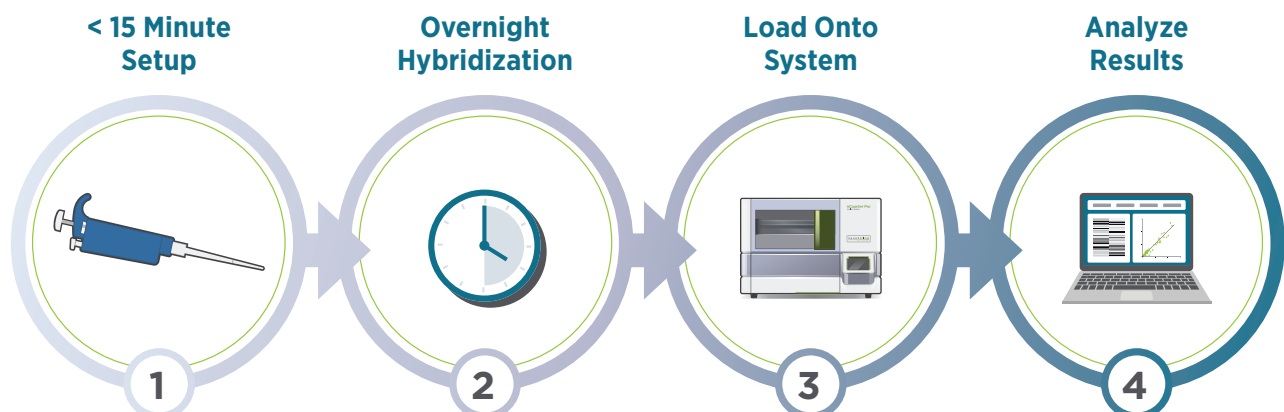 < 15 Minute
Setup
Overnight
Hybridization
Load Onto
System
Analyze
Results
1
2
3
4